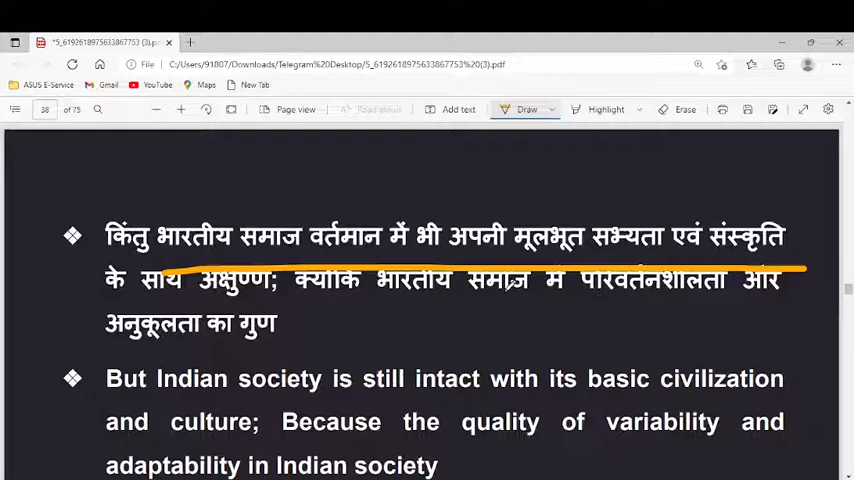 *5_6192618975633867753 (3).pdf
File C:/Users/91807/Downloads/Telegram%20Desktop/5_6192618975633867753%20(3).pdf
ASUS E-Service Gmail YouTube Maps New Tab
38 of 75 Page view Read aloud Add text Draw Highlight Erase
किंतु भारतीय समाज वर्तमान में भी अपनी मूलभूत सभ्यता एवं संस्कृति
के साथ अक्षुण्ण; क्योंकि भारतीय समाज में परिवर्तनशीलता और
अनुकूलता का गुण
But Indian society is still intact with its basic civilization
and culture; Because the quality of variability and
adaptability in Indian society